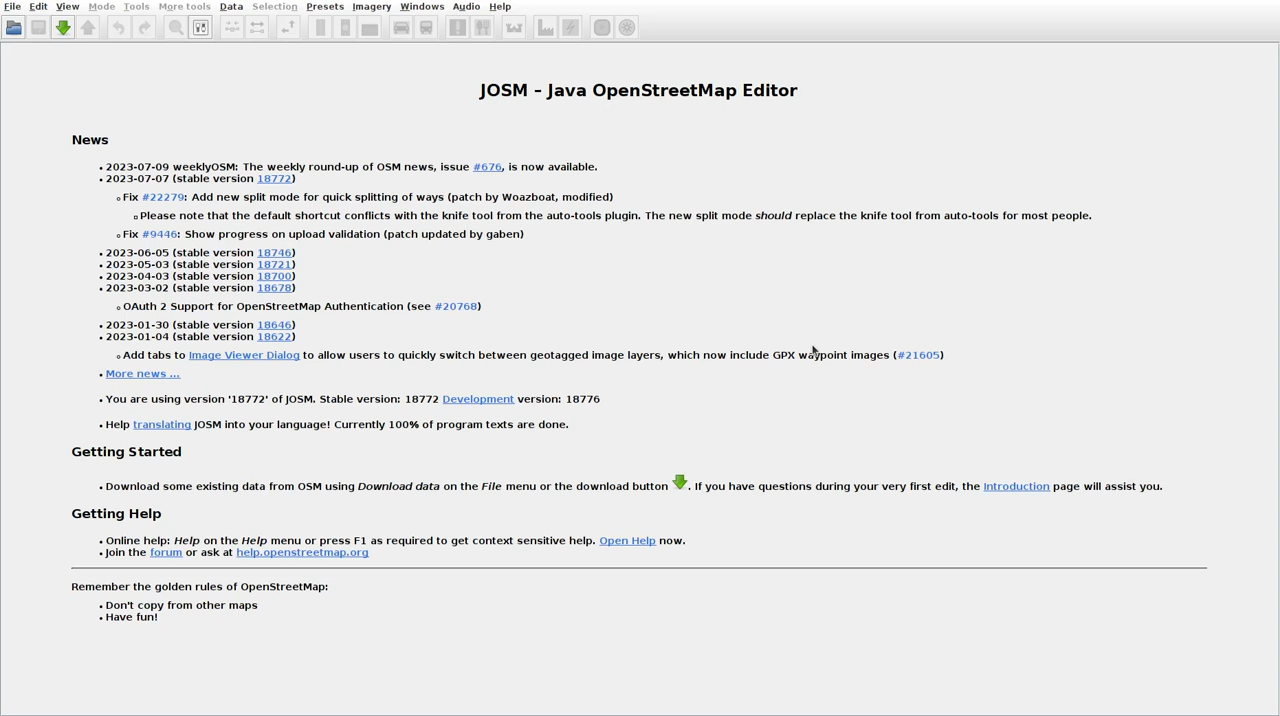 File Edit View Mode Tools More tools Data Selection Presets Imagery Windows Audio Help
JOSM – Java OpenStreetMap Editor
News
2023-07-09 weeklyOSM: The weekly round-up of OSM news, issue #676, is now available.
2023-07-07 (stable version 18772)
Fix #22279: Add new split mode for quick splitting of ways (patch by Woazboat, modified)
Please note that the default shortcut conflicts with the knife tool from the auto-tools plugin. The new split mode should replace the knife tool from auto-tools for most people.
Fix #9446: Show progress on upload validation (patch updated by gaben)
2023-06-05 (stable version 18746)
2023-05-03 (stable version 18721)
2023-04-03 (stable version 18700)
2023-03-02 (stable version 18678)
OAuth 2 Support for OpenStreetMap Authentication (see #20768)
2023-01-30 (stable version 18646)
2023-01-04 (stable version 18622)
Add tabs to Image Viewer Dialog to allow users to quickly switch between geotagged image layers, which now include GPX waypoint images (#21605)
More news ...
You are using version '18772' of JOSM. Stable version: 18772 Development version: 18776
Help translating JOSM into your language! Currently 100% of program texts are done.
Getting Started
Download some existing data from OSM using Download data on the File menu or the download button . If you have questions during your very first edit, the Introduction page will assist you.
Getting Help
Online help: Help on the Help menu or press F1 as required to get context sensitive help. Open Help now.
Join the forum or ask at help.openstreetmap.org
Remember the golden rules of OpenStreetMap:
Don't copy from other maps
Have fun!